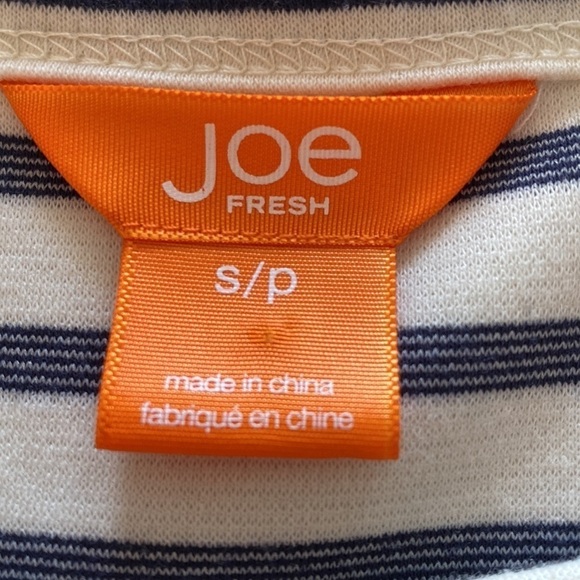 Joe
FRESH
s/p
made in china
fabriqué en chine